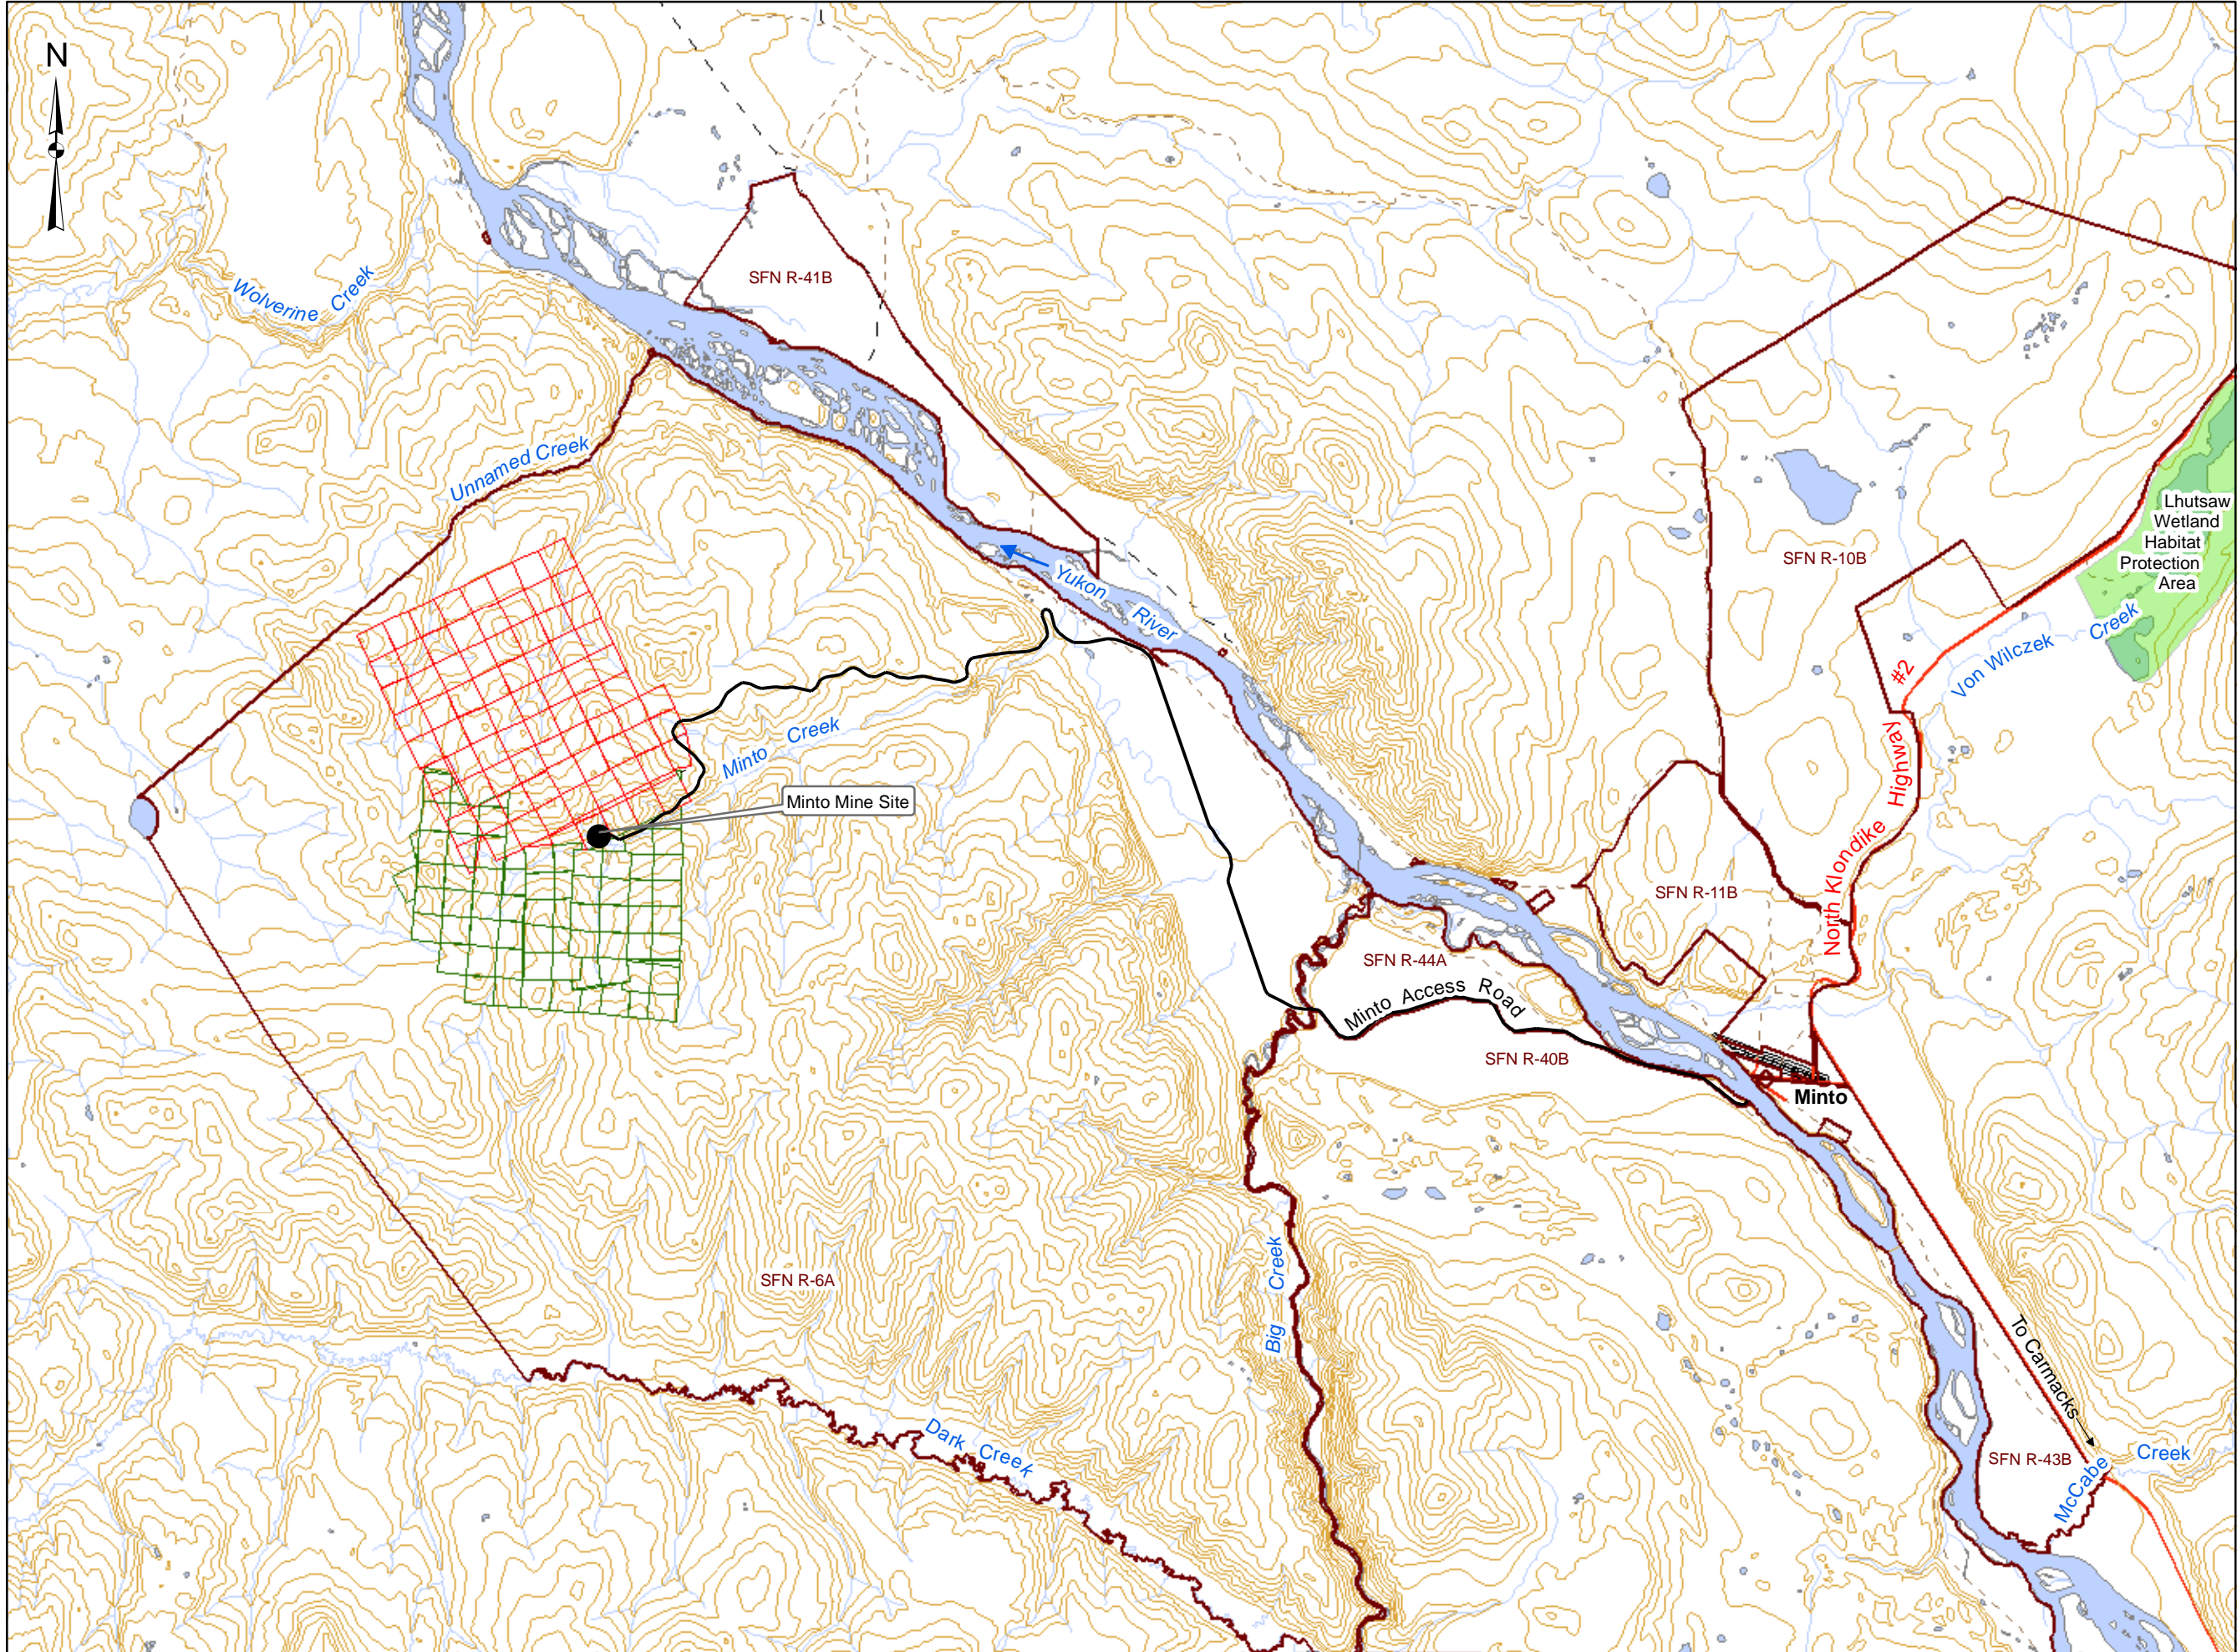 N
SFN R-41B
Wolverine Creek
Unnamed Creek
Lhutsaw
Wetland
Habitat
Protection
Area
SFN R-10B
Yukon River
Von Wilczek Creek
#2
North Klondike Highway
Minto Creek
Minto Mine Site
SFN R-11B
SFN R-44A
Minto Access Road
SFN R-40B
Minto
SFN R-6A
Big Creek
To Carmacks
Dark Creek
SFN R-43B
McCabe Creek